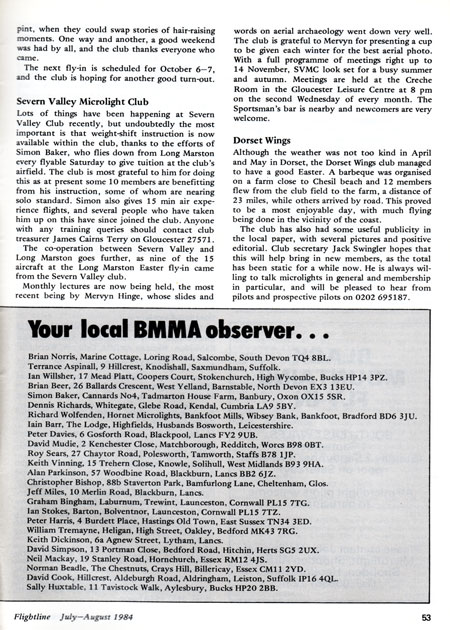 pint, when they could swap stories of hair-raising
moments. One way and another, a good weekend
was had by all, and the club thanks everyone who
came.
The next fly-in is scheduled for October 6–7,
and the club is hoping for another good turn-out.
Severn Valley Microlight Club
Lots of things have been happening at Severn
Valley Club recently, but undoubtedly the most
important is that weight-shift instruction is now
available within the club, thanks to the efforts of
Simon Baker, who flies down from Long Marston
every flyable Saturday to give tuition at the club's
airfield. The club is most grateful to him for doing
this as at present some 10 members are benefitting
from his instruction, some of whom are nearing
solo standard. Simon also gives 15 min air expe-
rience flights, and several people who have taken
him up on this have since joined the club. Anyone
with any training queries should contact club
treasurer James Cairns Terry on Gloucester 27571.
The co-operation between Severn Valley and
Long Marston goes further, as nine of the 15
aircraft at the Long Marston Easter fly-in came
from the Severn Valley club.
Monthly lectures are now being held, the most
recent being by Mervyn Hinge, whose slides and
words on aerial archaeology went down very well.
The club is grateful to Mervyn for presenting a cup
to be given each winter for the best aerial photo.
With a full programme of meetings right up to
14 November, SVMC look set for a busy summer
and autumn. Meetings are held at the Creche
Room in the Gloucester Leisure Centre at 8 pm
on the second Wednesday of every month. The
Sportsman's bar is nearby and newcomers are very
welcome.
Dorset Wings
Although the weather was not too kind in April
and May in Dorset, the Dorset Wings club managed
to have a good Easter. A barbeque was organised
on a farm close to Chesil beach and 12 members
flew from the club field to the farm, a distance of
23 mile, while others arrived by road. This proved
to be a most enjoyable day, with much flying
being done in the vicinity of the coast.
The club has also had some useful publicity in
the local paper, with several pictures and positive
editorial. Club secretary Jack Swingler hopes that
this will help bring in new members, as the total
has been static for a while now. He is always wil-
ling to talk microlights in general and membership
in particular, and will be pleased to hear from
pilots and prospective pilots on 0202 695187.
Your local BMMA observer. . .
Brian Norris, Marine Cottage, Loring Road, Salcombe, South Devon TQ4 8BL.
Terrance Aspinall, 9 Hillcrest, Knodishall, Saxmundham, Suffolk.
Ian Willsher, 17 Mead Platt, Coopers Court, Stokenchurch, High Wycombe, Bucks HP14 3PZ.
Brian Beer, 26 Ballards Crescent, West Yelland, Barnstable, North Devon EX3 13EU.
Simon Baker, Cannards No4, Tadmarton House Farm, Banbury, Oxon OX15 5SR.
Dennis Richards, Whitegate, Glebe Road, Kendal, Cumbria LA9 5BY.
Richard Wolfenden, Hornet Microlights, Bankfoot Mills, Wibsey Bank, Bankfoot, Bradford BD6 3JU.
Iain Barr, The Lodge, Highfields, Husbands Bosworth, Leicestershire.
Peter Davies, 6 Gosforth Road, Blackpool, Lancs FY2 9UB.
David Mudie, 2 Kenchester Close, Matchborough, Redditch, Worcs B98 0BT.
Roy Sears, 27 Chaytor Road, Polesworth, Tamworth, Staffs B78 1JP.
Keith Vinning, 15 Trehern Close, Knowle, Solihull, West Midlands B93 9HA.
Alan Parkinson, 57 Woodbine Road, Blackburn, Lancs BB2 6JZ.
Christopher Bishop, 88b Staverton Park, Bamfurlong Lane, Cheltenham, Glos.
Jeff Miles, 10 Merlin Road, Blackburn, Lancs.
Graham Bingham, Laburnum, Trewint, Launceston, Cornwall PL15 7TG.
Ian Stokes, Barton, Bolventnor, Launceston, Cornwall PL15 7TZ.
Peter Harris, 4 Burdett Place, Hastings Old Town, East Sussex TN34 3ED.
William Tremayne, Heligan, High Street, Oakley, Bedford MK43 7RG.
Keith Dickinson, 6a Agnew Street, Lytham, Lancs.
David Simpson, 13 Portman Close, Bedford Road, Hitchin, Herts SG5 2UX.
Neil Mackay, 19 Stanley Road, Hornchurch, Essex RM12 4JS.
Norman Beadle, The Chestnuts, Crays Hill, Billericay, Essex CM11 2YD.
David Cook, Hillcrest, Aldeburgh Road, Aldringham, Leiston, Suffolk IP16 4QL.
Sally Huxtable, 11 Tavistock Walk, Aylesbury, Bucks HP20 2BB.
Flightline July–August 1984
53